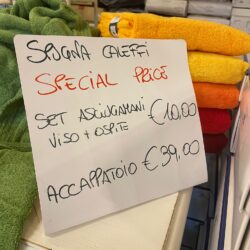 SPUGNA CALEFFI
SPECIAL PRICE
SET ASCIUGAMANI
VISO + OSPITE €10,00
ACCAPPATOIO €39,00